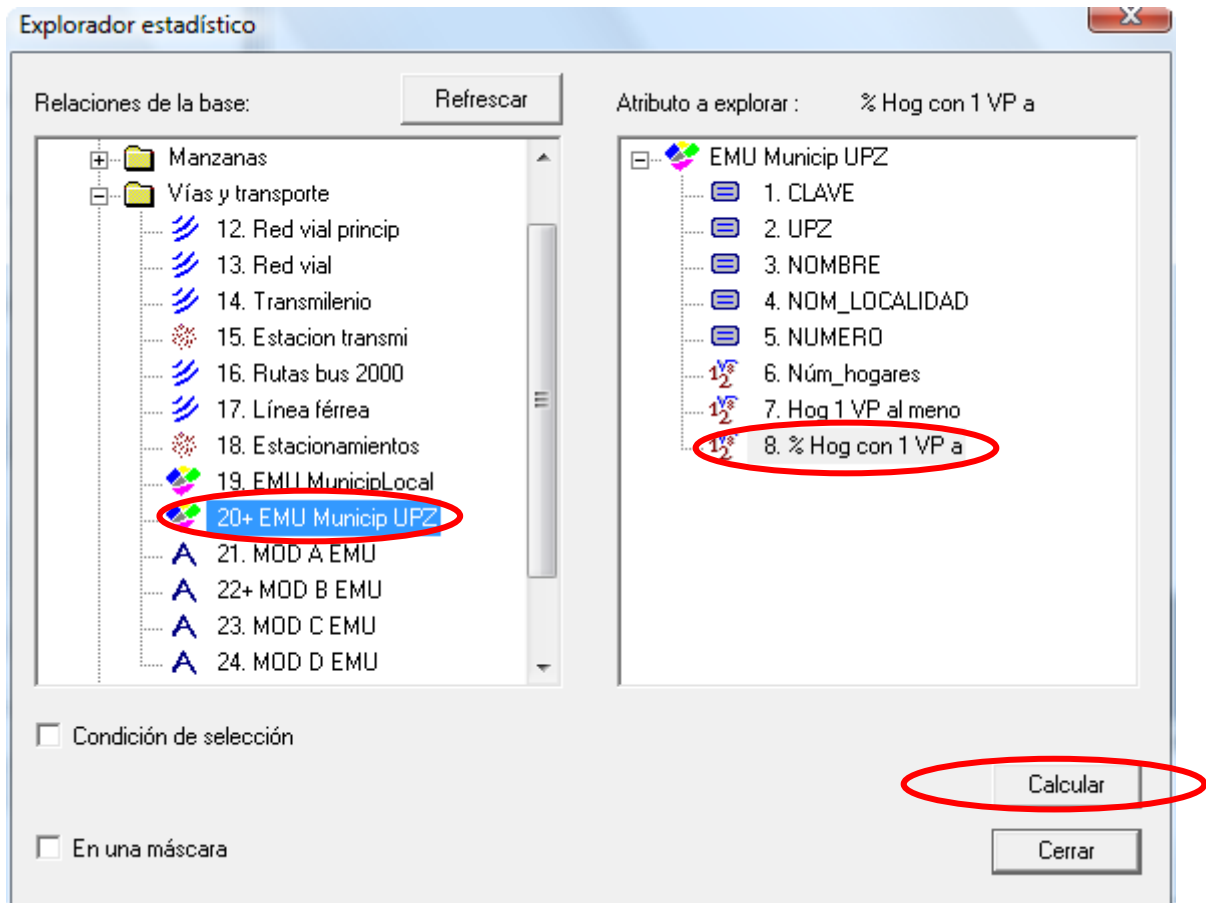 Explorador estadístico
X
Relaciones de la base:
Refrescar
Atributo a explorar :
% Hog con 1 VP a
Manzanas
Vías y transporte
12. Red vial princip
13. Red vial
14. Transmilenio
15. Estacion transmi
16. Rutas bus 2000
17. Línea férrea
18. Estacionamientos
19. EMU MunicipLocal
20+ EMU Municip UPZ
21. MOD A EMU
22+ MOD B EMU
23. MOD C EMU
24. MOD D EMU
EMU Municip UPZ
1. CLAVE
2. UPZ
3. NOMBRE
4. NOM_LOCALIDAD
5. NUMERO
6. Núm_hogares
7. Hog 1 VP al meno
8. % Hog con 1 VP a
Condición de selección
Calcular
En una máscara
Cerrar